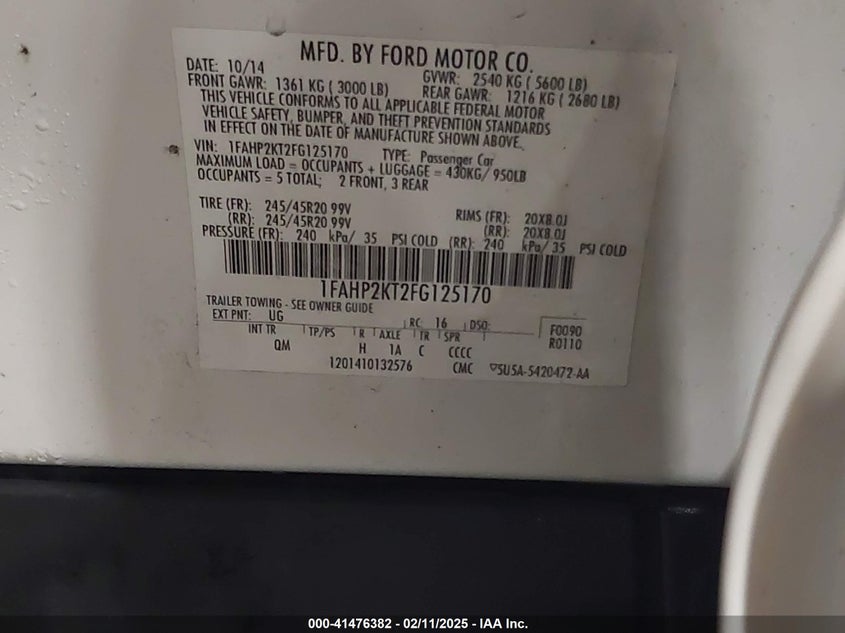 MFD. BY FORD MOTOR CO.
DATE: 10/14 GVWR: 2540 KG ( 5600 LB)
FRONT GAWR: 1361 KG ( 3000 LB) REAR GAWR: 1216 KG ( 2680 LB)
THIS VEHICLE CONFORMS TO ALL APPLICABLE FEDERAL MOTOR
VEHICLE SAFETY, BUMPER, AND THEFT PREVENTION STANDARDS
IN EFFECT ON THE DATE OF MANUFACTURE SHOWN ABOVE.
VIN: 1FAHP2KT2FG125170 TYPE: Passenger Car
MAXIMUM LOAD = OCCUPANTS + LUGGAGE = 430KG/ 950LB
OCCUPANTS = 5 TOTAL; 2 FRONT, 3 REAR
TIRE (FR): 245/45R20 99V RIMS (FR): 20X8.0J
(RR): 245/45R20 99V (RR): 20X8.0J
PRESSURE (FR): 240 kPa/ 35 PSI COLD (RR): 240 kPa/ 35 PSI COLD
1FAHP2KT2FG125170
TRAILER TOWING - SEE OWNER GUIDE
EXT PNT: UG RC: 16 DSO: F0090
INT TR TP/PS R AXLE TR SPR R0110
QM H 1A C CCCC
1201410132576 CMC 5U5A-5420472-AA
000-41476382 - 02/11/2025 - IAA Inc.